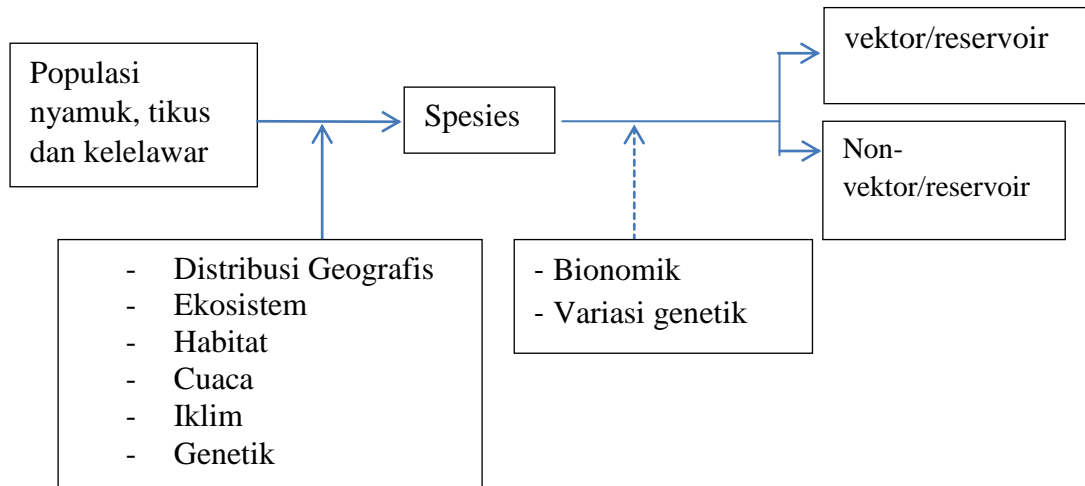 Populasi
nyamuk, tikus
dan kelelawar
Spesies
vektor/reservoir
Non-
vektor/reservoir
- Distribusi Geografis
- Ekosistem
- Habitat
- Cuaca
- Iklim
- Genetik
- Bionomik
- Variasi genetik